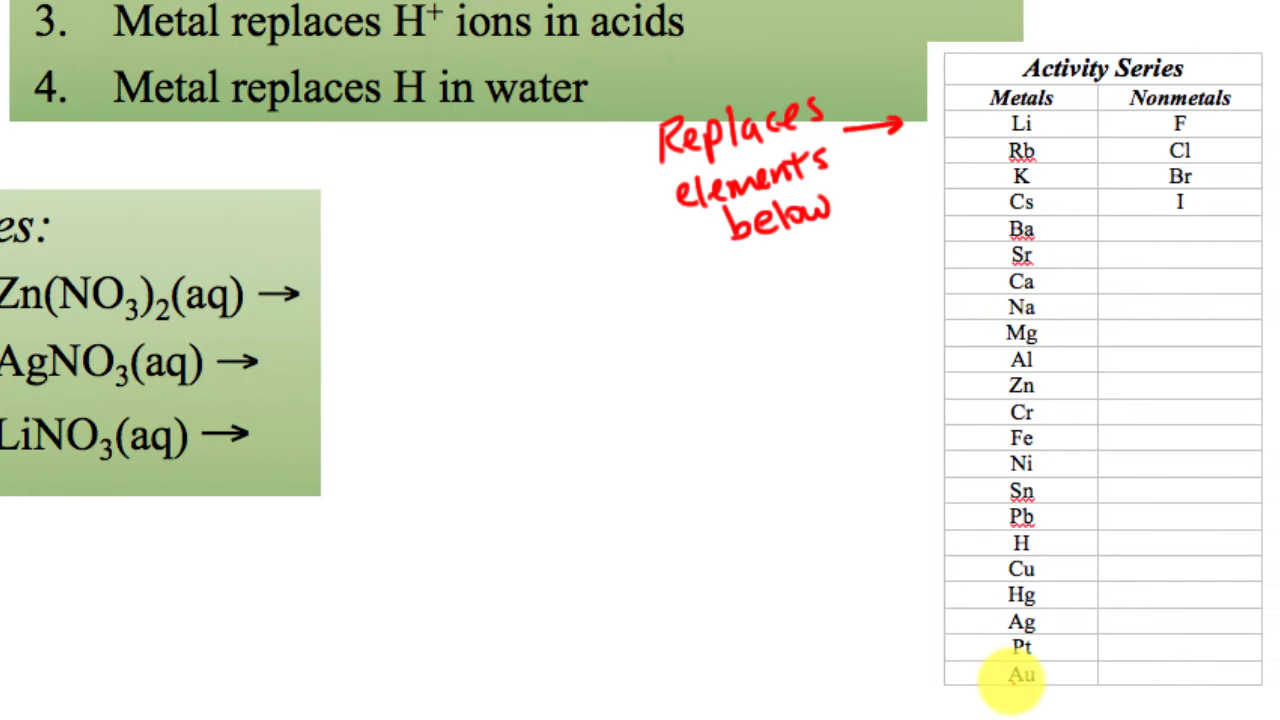 3. Metal replaces H⁺ ions in acids
4. Metal replaces H in water
Replaces →
elements
below
es:
Zn(NO₃)₂(aq) →
AgNO₃(aq) →
LiNO₃(aq) →
Activity Series
Metals Nonmetals
Li F
Rb Cl
K Br
Cs I
Ba
Sr
Ca
Na
Mg
Al
Zn
Cr
Fe
Ni
Sn
Pb
H
Cu
Hg
Ag
Pt
Au